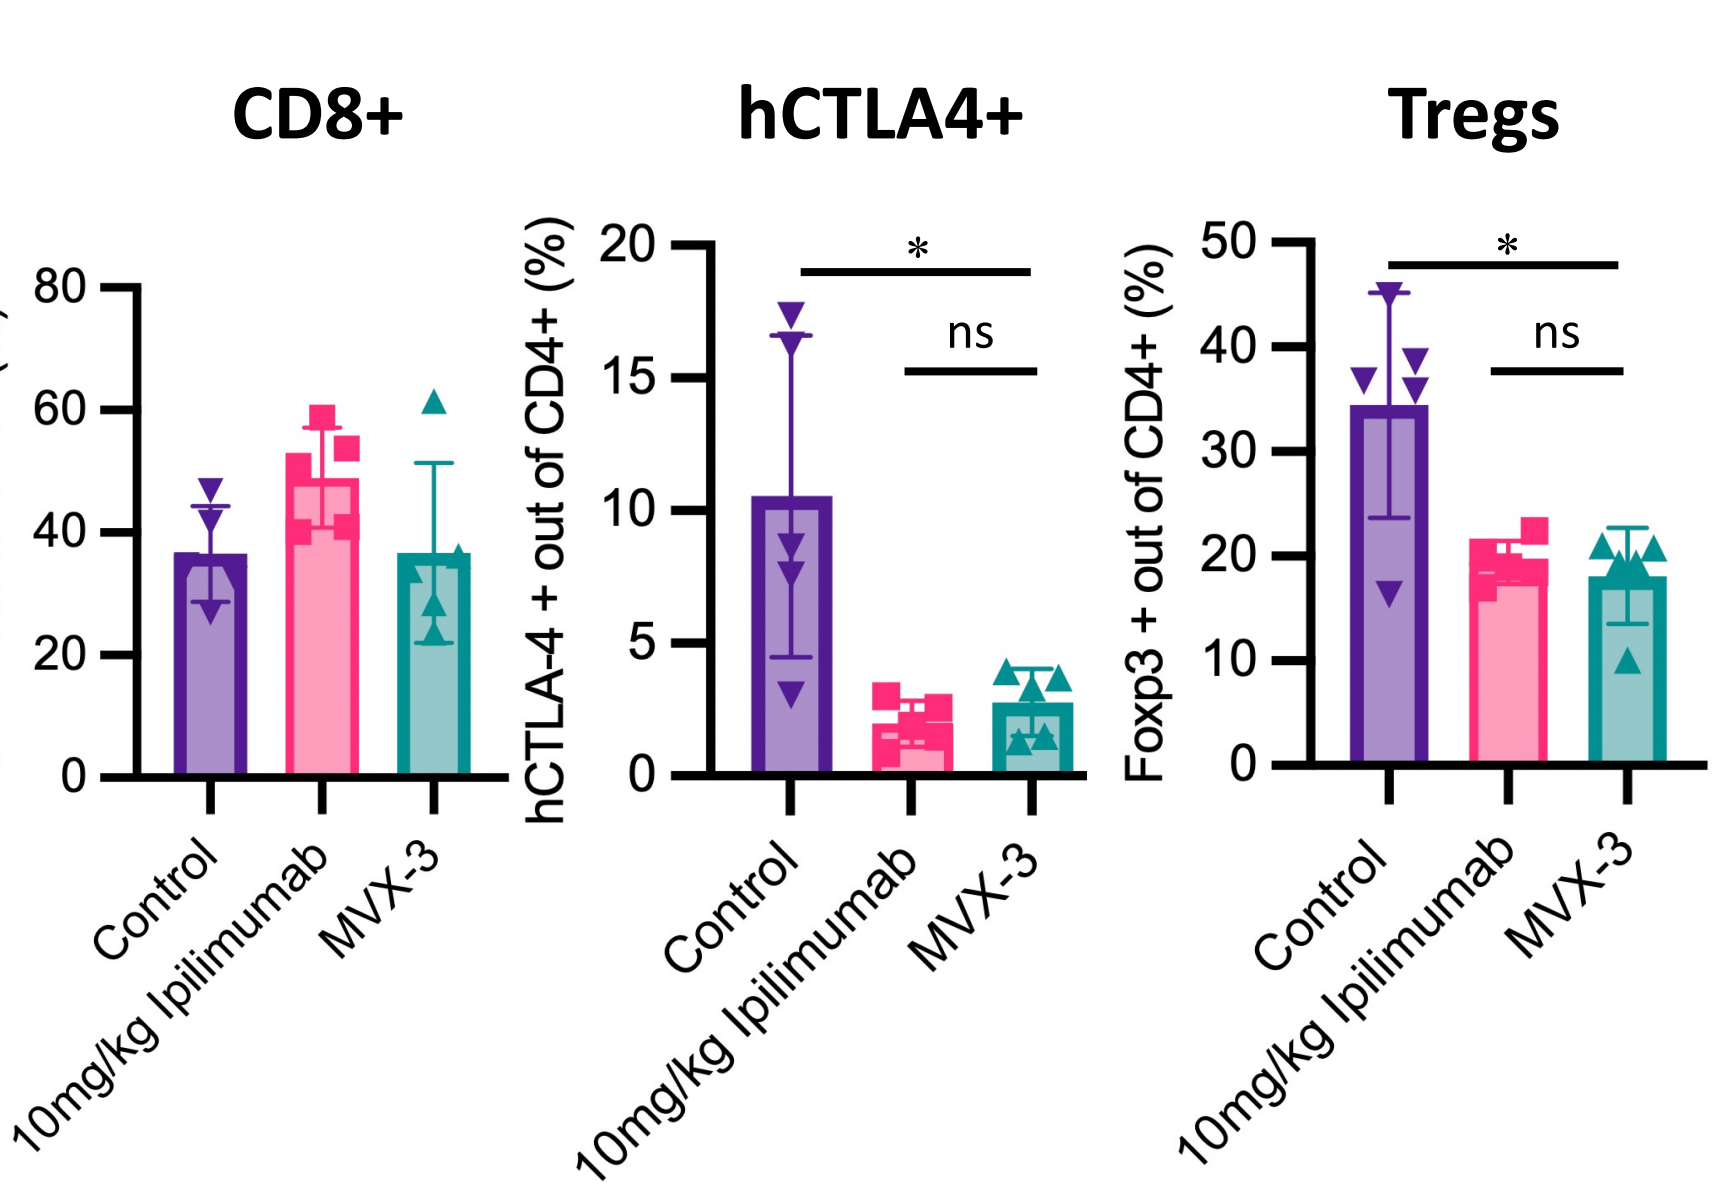 CD8+
80
60
40
20
0
Control
10mg/kg Ipilimumab
MVX-3
hCTLA4+
hCTLA-4 + out of CD4+ (%)
20
15
10
5
0
*
ns
Control
10mg/kg Ipilimumab
MVX-3
Tregs
Foxp3 + out of CD4+ (%)
50
40
30
20
10
0
*
ns
Control
10mg/kg Ipilimumab
MVX-3